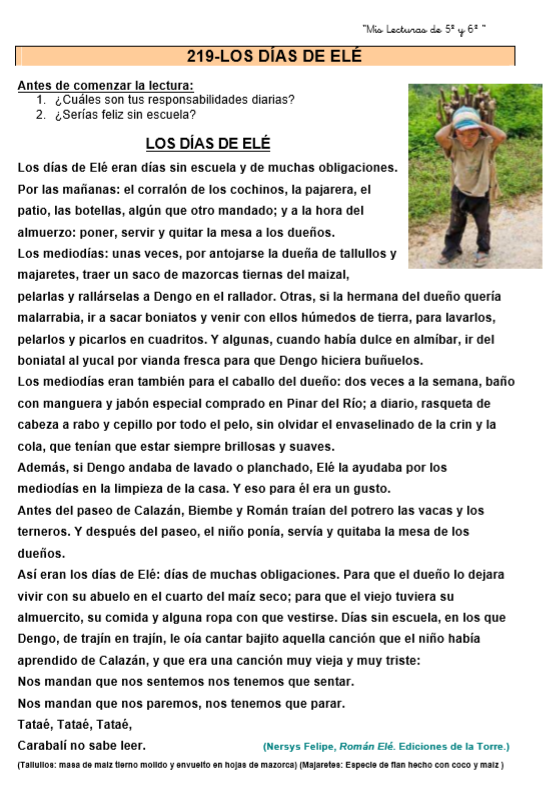 "Mis Lecturas de 5º y 6º "
219-LOS DÍAS DE ELÉ
Antes de comenzar la lectura:
1. ¿Cuáles son tus responsabilidades diarias?
2. ¿Serías feliz sin escuela?
LOS DÍAS DE ELÉ
Los días de Elé eran días sin escuela y de muchas obligaciones.
Por las mañanas: el corralón de los cochinos, la pajarera, el
patio, las botellas, algún que otro mandado; y a la hora del
almuerzo: poner, servir y quitar la mesa a los dueños.
Los mediodías: unas veces, por antojarse la dueña de tallullos y
majaretes, traer un saco de mazorcas tiernas del maizal,
pelarlas y rallárselas a Dengo en el rallador. Otras, si la hermana del dueño quería
malarrabia, ir a sacar boniatos y venir con ellos húmedos de tierra, para lavarlos,
pelarlos y picarlos en cuadritos. Y algunas, cuando había dulce en almíbar, ir del
boniatal al yucal por vianda fresca para que Dengo hiciera buñuelos.
Los mediodías eran también para el caballo del dueño: dos veces a la semana, baño
con manguera y jabón especial comprado en Pinar del Río; a diario, rasqueta de
cabeza a rabo y cepillo por todo el pelo, sin olvidar el envaselinado de la crin y la
cola, que tenían que estar siempre brillosas y suaves.
Además, si Dengo andaba de lavado o planchado, Elé la ayudaba por los
mediodías en la limpieza de la casa. Y eso para él era un gusto.
Antes del paseo de Calazán, Biembe y Román traían del potrero las vacas y los
terneros. Y después del paseo, el niño ponía, servía y quitaba la mesa de los
dueños.
Así eran los días de Elé: días de muchas obligaciones. Para que el dueño lo dejara
vivir con su abuelo en el cuarto del maíz seco; para que el viejo tuviera su
almuercito, su comida y alguna ropa con que vestirse. Días sin escuela, en los que
Dengo, de trajín en trajín, le oía cantar bajito aquella canción que el niño había
aprendido de Calazán, y que era una canción muy vieja y muy triste:
Nos mandan que nos sentemos nos tenemos que sentar.
Nos mandan que nos paremos, nos tenemos que parar.
Tataé, Tataé, Tataé,
Carabalí no sabe leer. (Nersys Felipe, Román Elé. Ediciones de la Torre.)
(Tallullos: masa de maíz tierno molido y envuelto en hojas de mazorca) (Majaretes: Especie de flan hecho con coco y maíz )